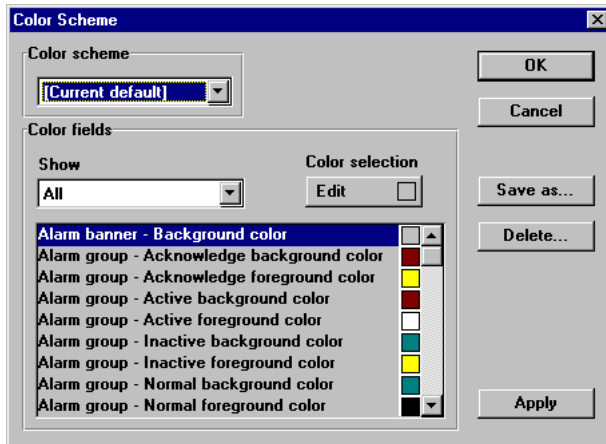 Color Scheme
Color scheme
[Current default]
OK
Cancel
Color fields
Show
Color selection
All
Edit
Save as...
Delete...
Alarm banner - Background color
Alarm group - Acknowledge background color
Alarm group - Acknowledge foreground color
Alarm group - Active background color
Alarm group - Active foreground color
Alarm group - Inactive background color
Alarm group - Inactive foreground color
Alarm group - Normal background color
Alarm group - Normal foreground color
Apply